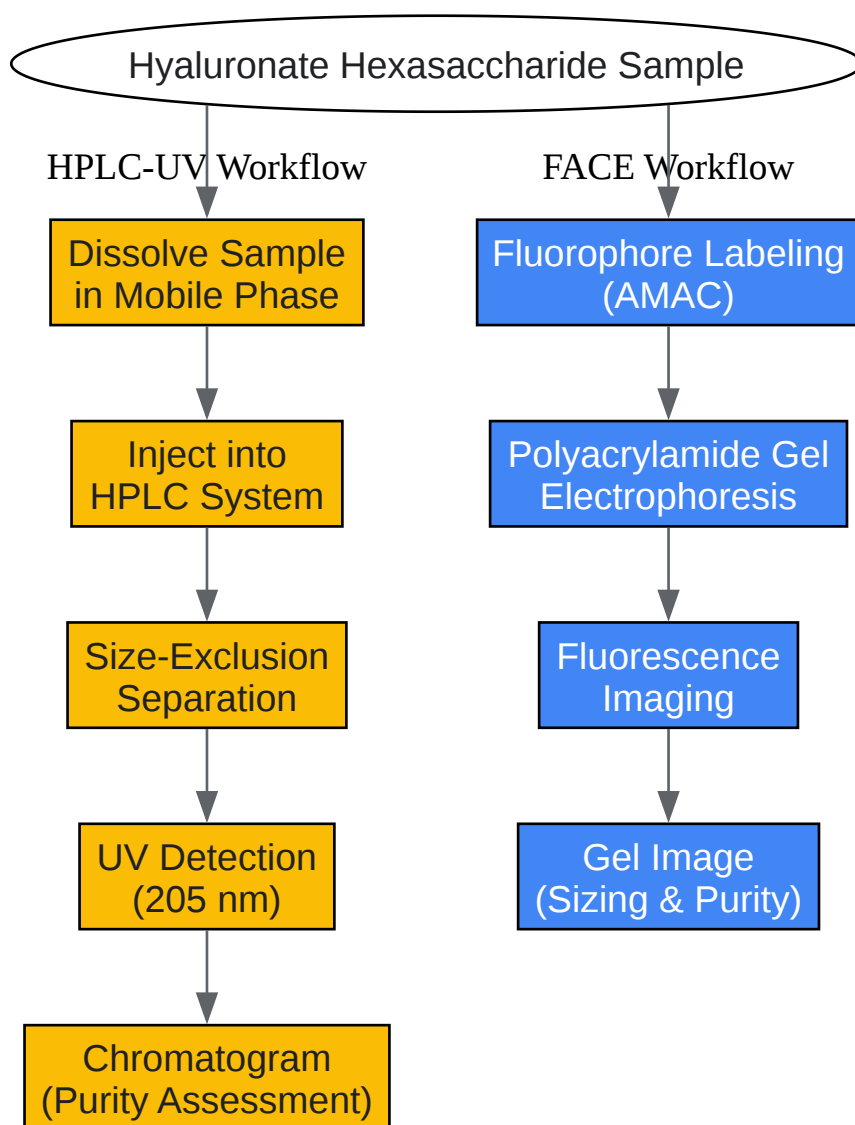 Hyaluronate Hexasaccharide Sample
HPLC-UV Workflow
Dissolve Sample
in Mobile Phase
Inject into
HPLC System
Size-Exclusion
Separation
UV Detection
(205 nm)
Chromatogram
(Purity Assessment)
FACE Workflow
Fluorophore Labeling
(AMAC)
Polyacrylamide Gel
Electrophoresis
Fluorescence
Imaging
Gel Image
(Sizing & Purity)